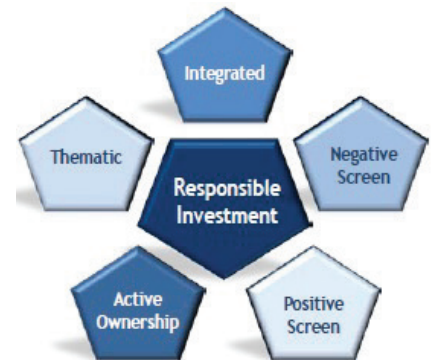 Integrated
Thematic
Negative
Screen
Responsible
Investment
Active
Ownership
Positive
Screen